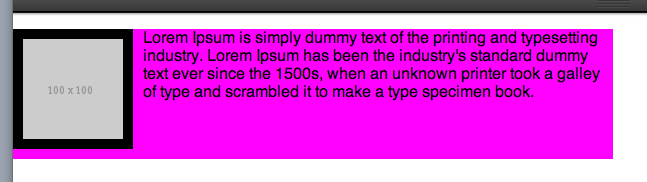 100 x 100
Lorem Ipsum is simply dummy text of the printing and typesetting
industry. Lorem Ipsum has been the industry's standard dummy
text ever since the 1500s, when an unknown printer took a galley
of type and scrambled it to make a type specimen book.